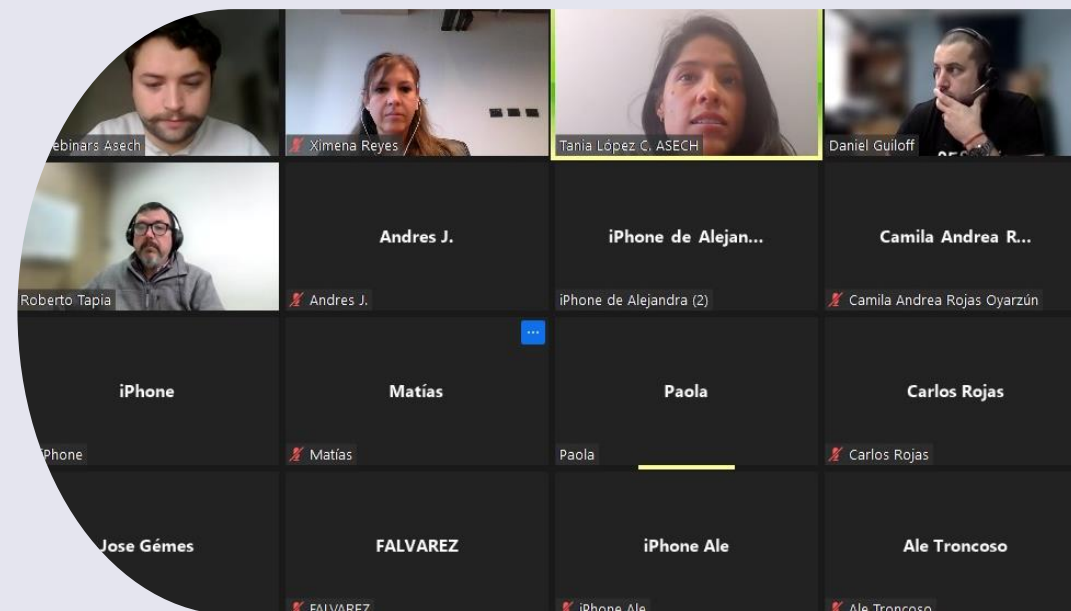 ebinars Asech
Ximena Reyes
Tania López C. ASECH
Daniel Guiloff
Roberto Tapia
Andres J.
Andres J.
iPhone de Alejan...
iPhone de Alejandra (2)
Camila Andrea R...
Camila Andrea Rojas Oyarzún
iPhone
Phone
Matías
Matías
Paola
Paola
Carlos Rojas
Carlos Rojas
Jose Gémes
FALVAREZ
FALVAREZ
iPhone Ale
iPhone Ale
Ale Troncoso
Ale Troncoso